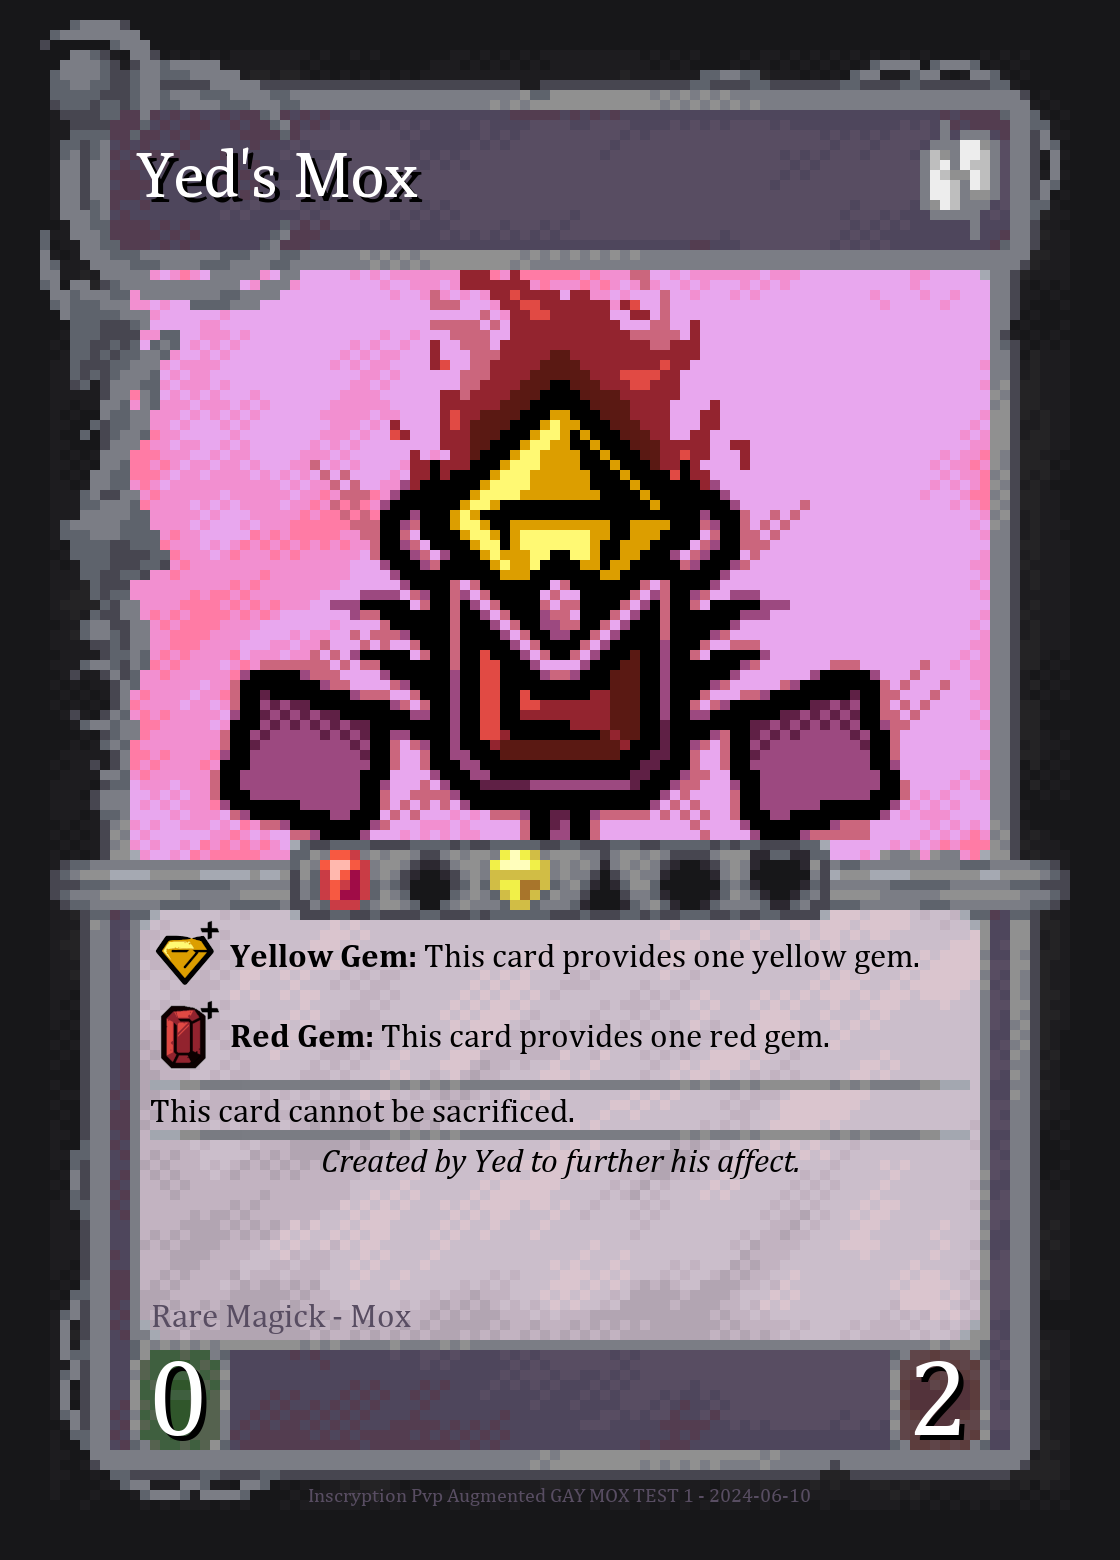 Yed's Mox
Yellow Gem: This card provides one yellow gem.
Red Gem: This card provides one red gem.
This card cannot be sacrificed.
Created by Yed to further his affect.
Rare Magick - Mox
0
2
Inscryption Pvp Augmented GAY MOX TEST 1 - 2024-06-10